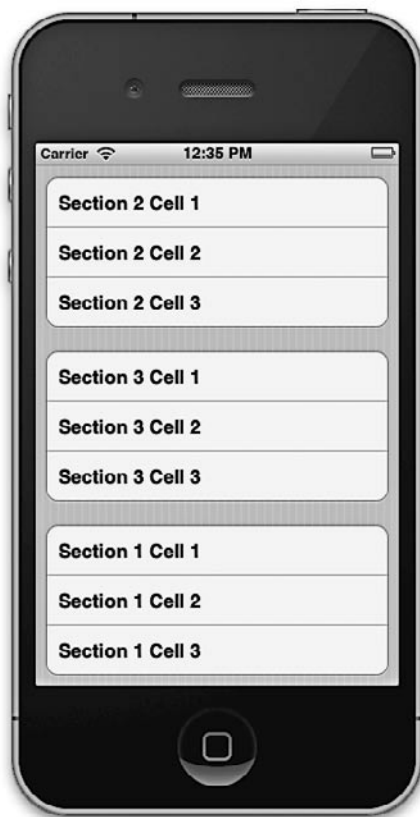 Carrier 12:35 PM
Section 2 Cell 1
Section 2 Cell 2
Section 2 Cell 3
Section 3 Cell 1
Section 3 Cell 2
Section 3 Cell 3
Section 1 Cell 1
Section 1 Cell 2
Section 1 Cell 3